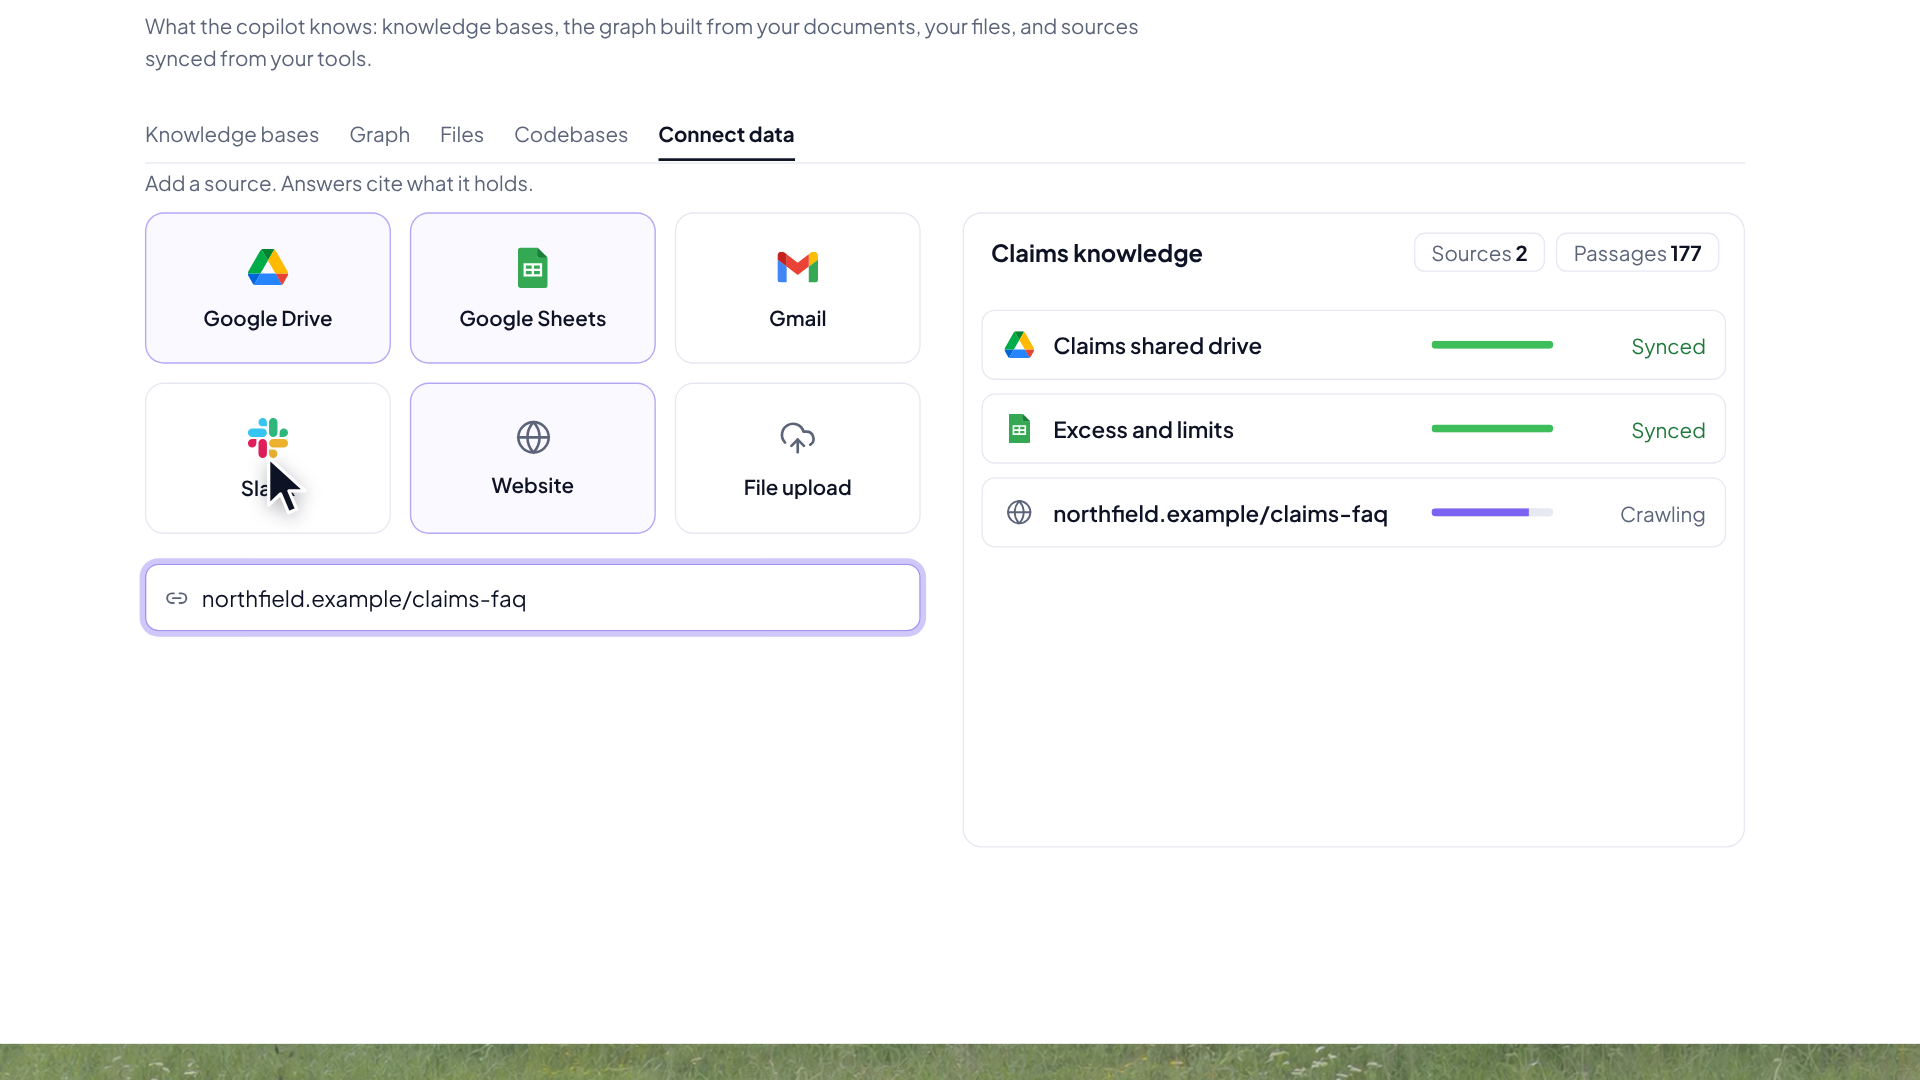 What the copilot knows: knowledge bases, the graph built from your documents, your files, and sources
synced from your tools.
Knowledge bases Graph Files Codebases Connect data
Add a source. Answers cite what it holds.
Google Drive Google Sheets Gmail
Website File upload
northfield.example/claims-faq
Claims knowledge Sources 2 Passages 177
Claims shared drive Synced
Excess and limits Synced
northfield.example/claims-faq Crawling